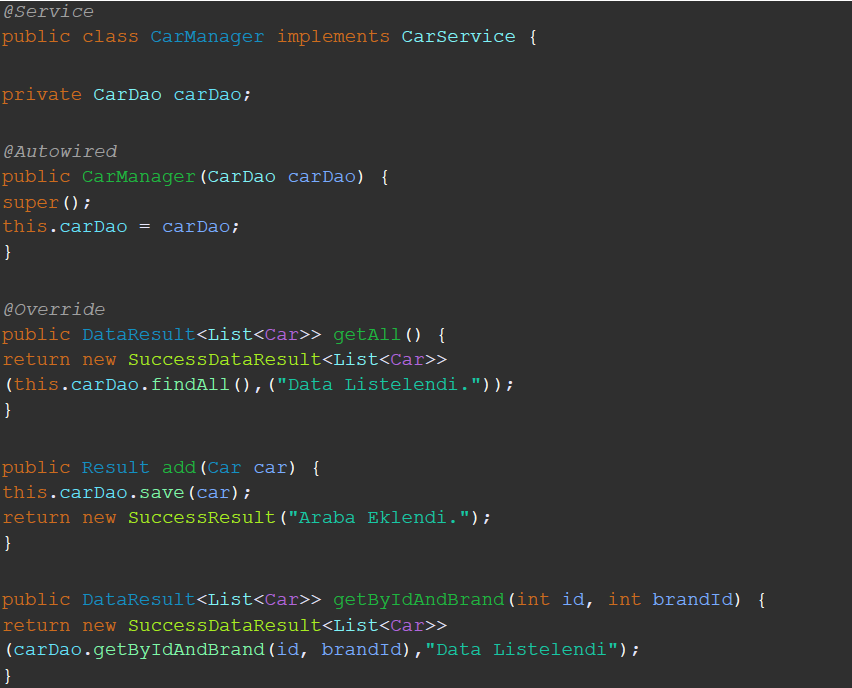 @Service
public class CarManager implements CarService {
private CarDao carDao;
@Autowired
public CarManager(CarDao carDao) {
super();
this.carDao = carDao;
}
@Override
public DataResult<List<Car>> getAll() {
return new SuccessDataResult<List<Car>>
(this.carDao.findAll(),("Data Listelendi."));
}
public Result add(Car car) {
this.carDao.save(car);
return new SuccessResult("Araba Eklendi.");
}
public DataResult<List<Car>> getByIdAndBrand(int id, int brandId) {
return new SuccessDataResult<List<Car>>
(carDao.getByIdAndBrand(id, brandId),"Data Listelendi");
}